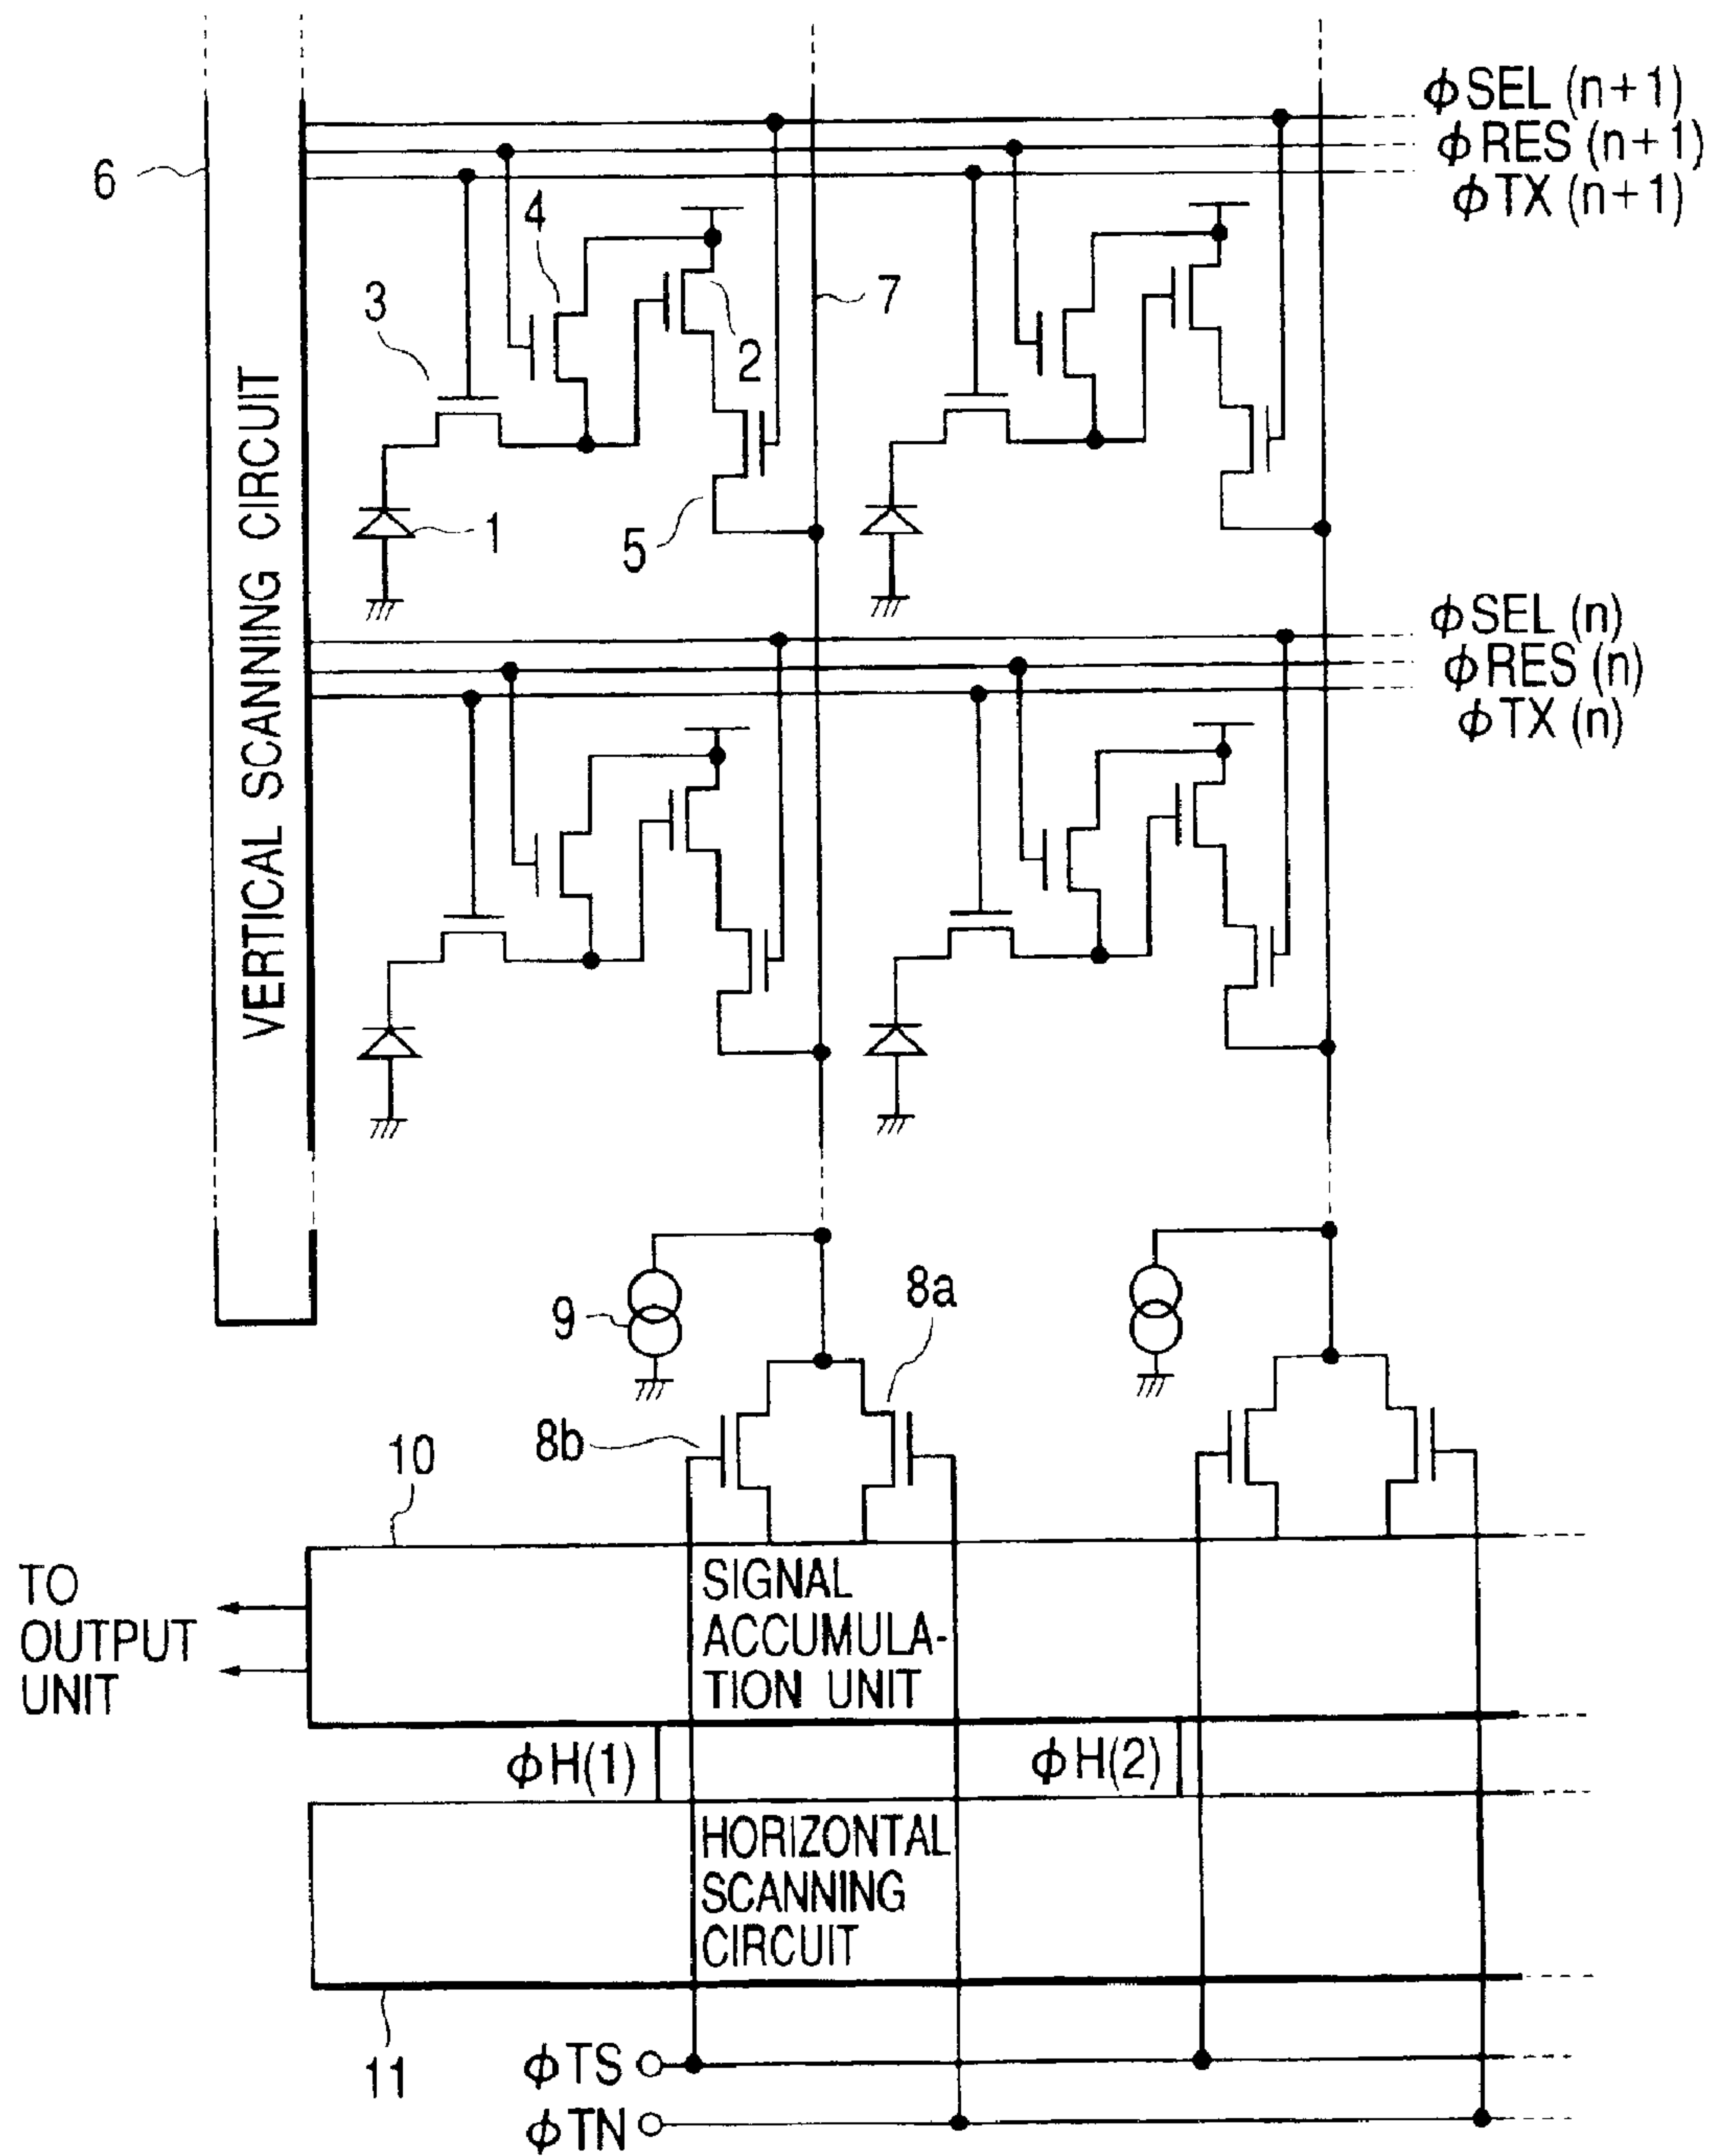 ϕSEL (n+1)
ϕRES (n+1)
ϕTX (n+1)
6
4
3
7
2
1
5
VERTICAL SCANNING CIRCUIT
ϕSEL (n)
ϕRES (n)
ϕTX (n)
8a
9
8b
10
TO
OUTPUT
UNIT
SIGNAL
ACCUMULA-
TION UNIT
ϕH(1)
ϕH(2)
HORIZONTAL
SCANNING
CIRCUIT
11
ϕTS
ϕTN